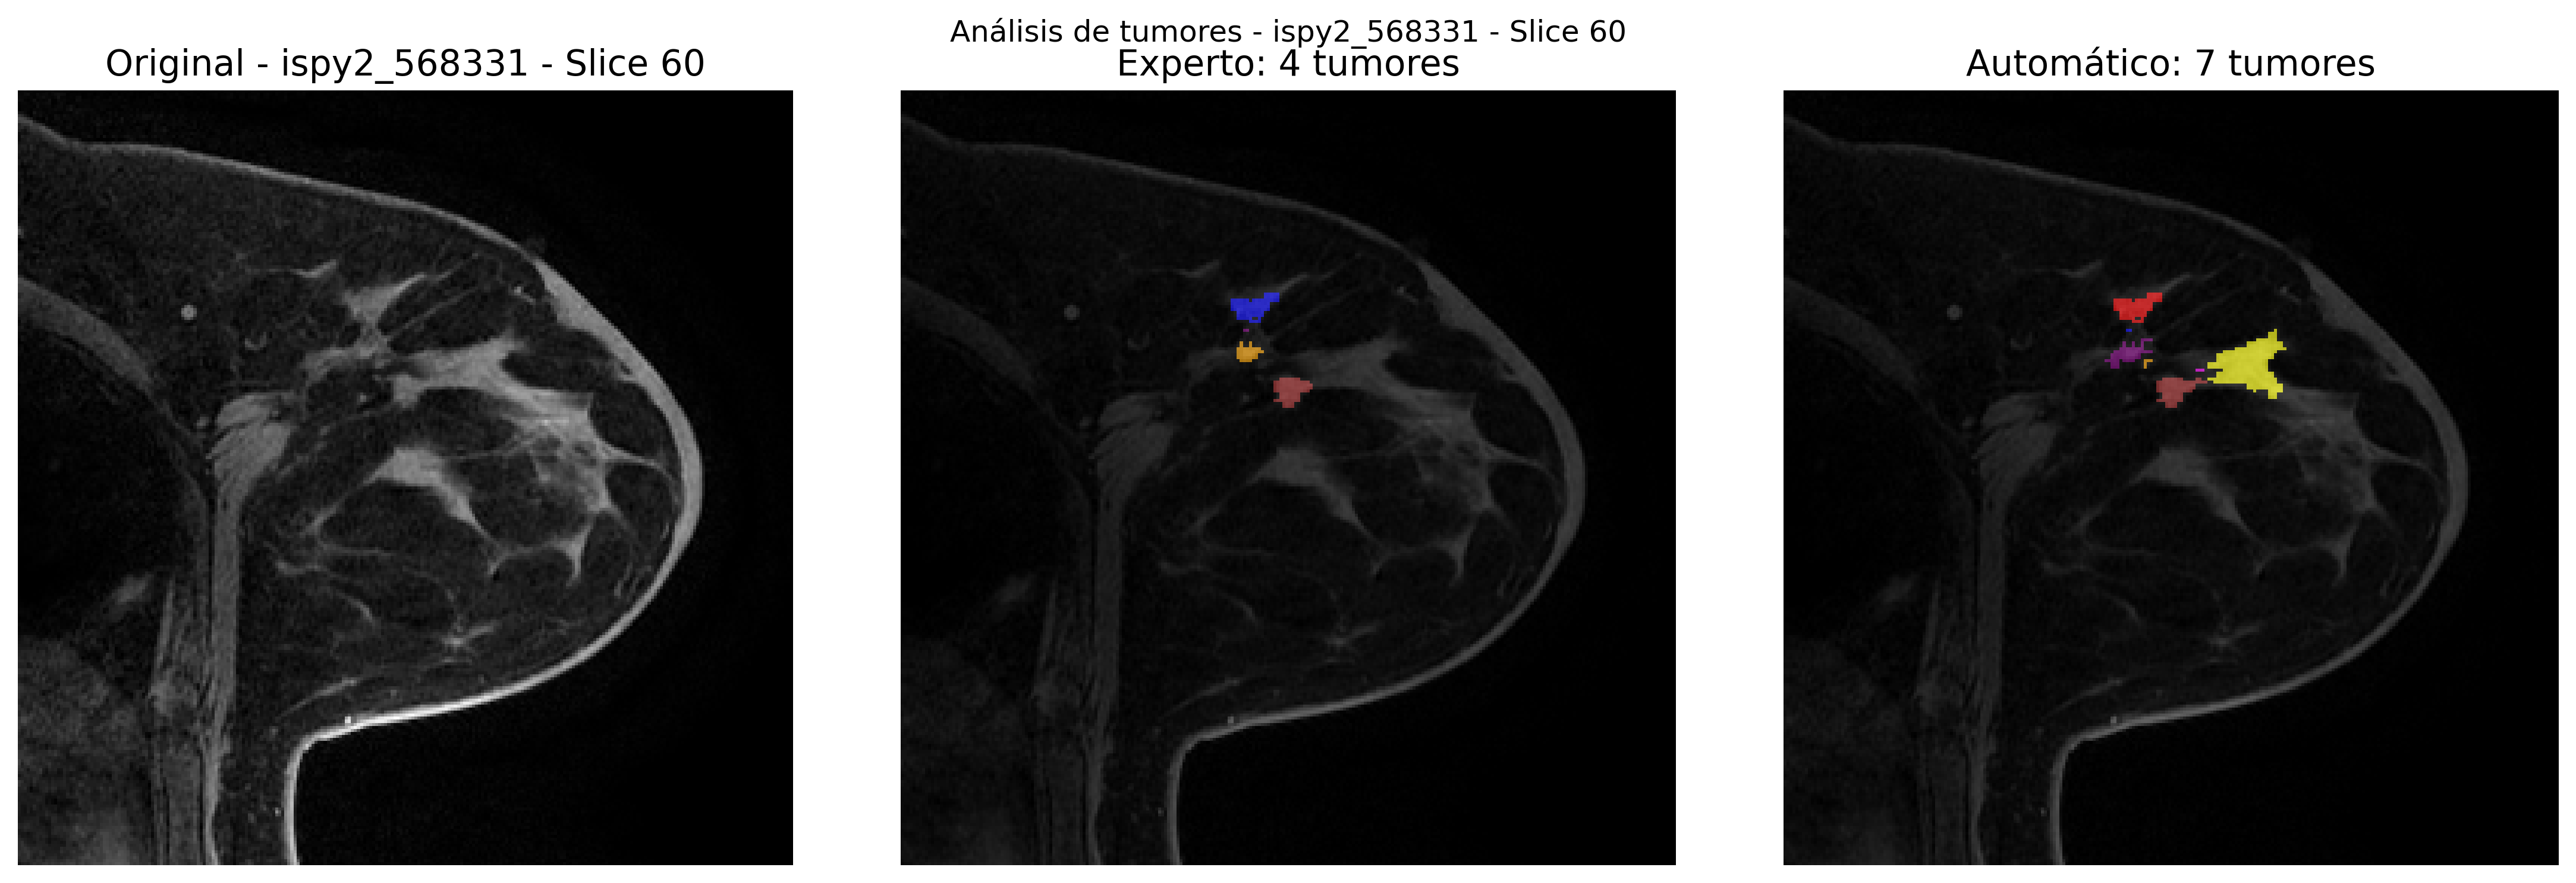 Análisis de tumores - ispy2_568331 - Slice 60
Original - ispy2_568331 - Slice 60
Experto: 4 tumores
Automático: 7 tumores